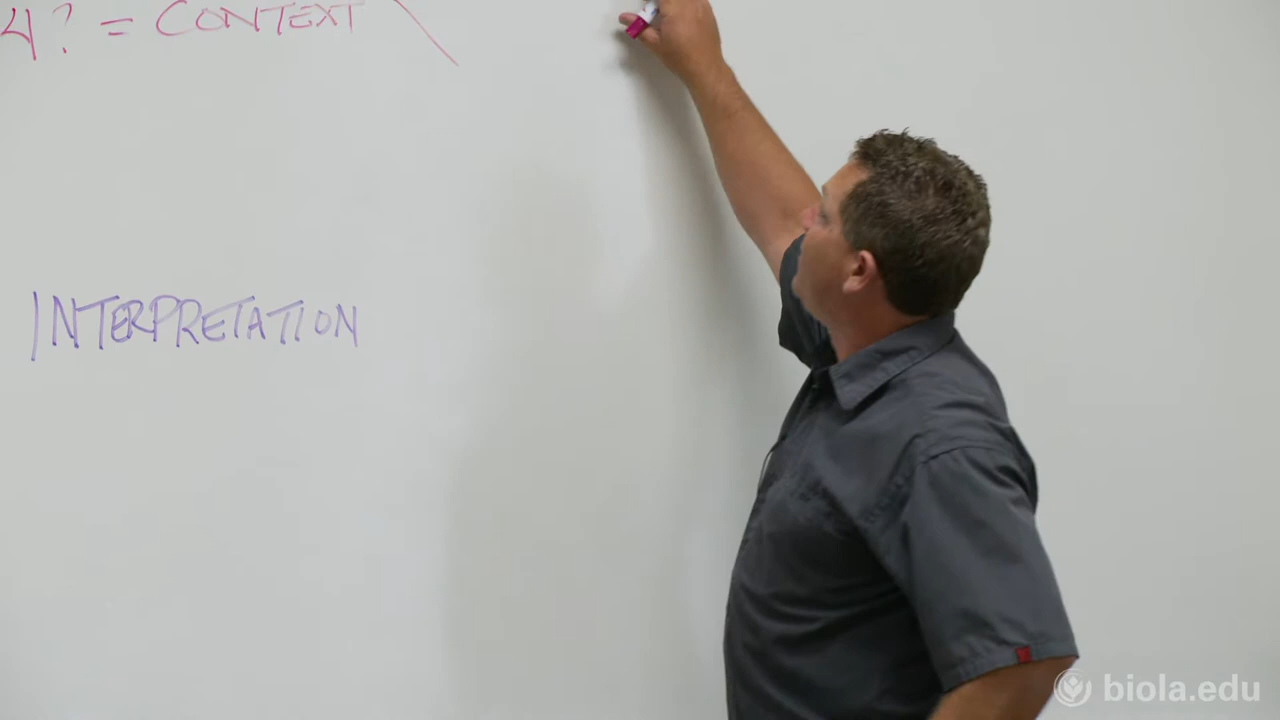 4? = CONTEXT
INTERPRETATION
biola.edu